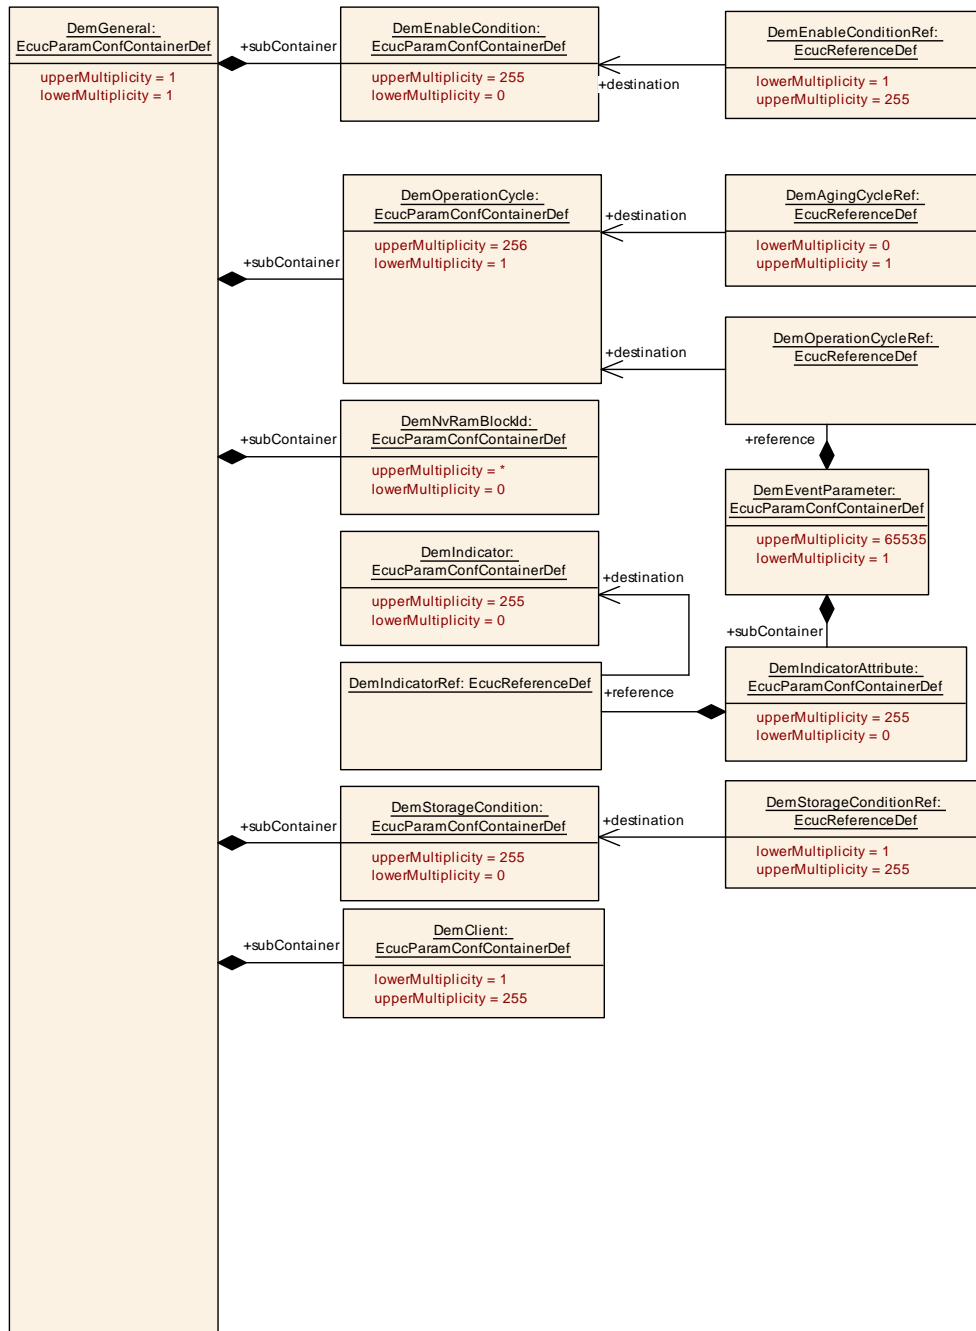 DemGeneral:
EcucParamConfContainerDef
upperMultiplicity = 1
lowerMultiplicity = 1
+subContainer
DemEnableCondition:
EcucParamConfContainerDef
upperMultiplicity = 255
lowerMultiplicity = 0
+destination
DemEnableConditionRef:
EcucReferenceDef
lowerMultiplicity = 1
upperMultiplicity = 255
+subContainer
DemOperationCycle:
EcucParamConfContainerDef
upperMultiplicity = 256
lowerMultiplicity = 1
+destination
DemAgingCycleRef:
EcucReferenceDef
lowerMultiplicity = 0
upperMultiplicity = 1
+destination
DemOperationCycleRef:
EcucReferenceDef
+subContainer
DemNvRamBlockId:
EcucParamConfContainerDef
upperMultiplicity = *
lowerMultiplicity = 0
+reference
DemEventParameter:
EcucParamConfContainerDef
upperMultiplicity = 65535
lowerMultiplicity = 1
DemIndicator:
EcucParamConfContainerDef
upperMultiplicity = 255
lowerMultiplicity = 0
+destination
+subContainer
DemIndicatorRef: EcucReferenceDef
+reference
DemIndicatorAttribute:
EcucParamConfContainerDef
upperMultiplicity = 255
lowerMultiplicity = 0
+subContainer
DemStorageCondition:
EcucParamConfContainerDef
upperMultiplicity = 255
lowerMultiplicity = 0
+destination
DemStorageConditionRef:
EcucReferenceDef
lowerMultiplicity = 1
upperMultiplicity = 255
+subContainer
DemClient:
EcucParamConfContainerDef
lowerMultiplicity = 1
upperMultiplicity = 255